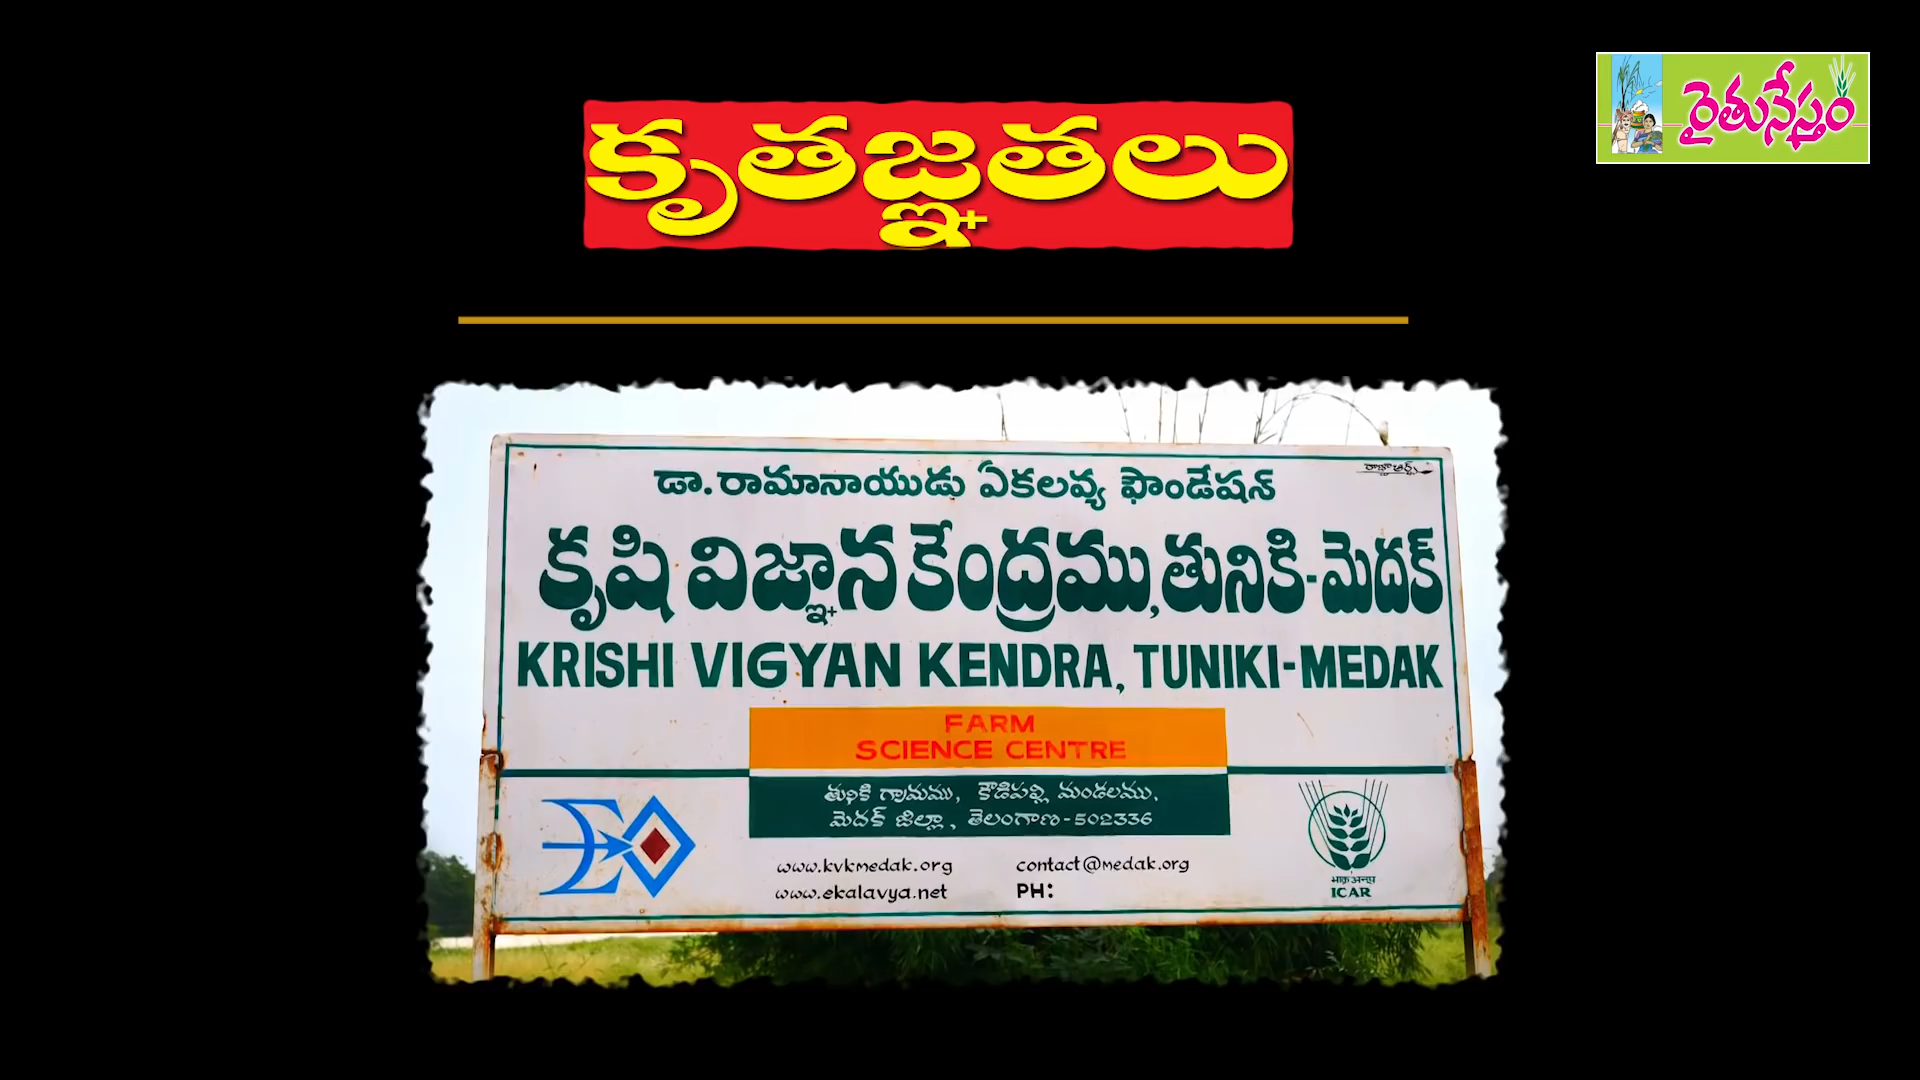 రైతునేస్తం
కృతజ్ఞతలు
డా. రామానాయుడు ఏకలవ్య ఫౌండేషన్
కృషి విజ్ఞాన కేంద్రము, తునికి-మెదక్
KRISHI VIGYAN KENDRA, TUNIKI-MEDAK
FARM
SCIENCE CENTRE
తునికి గ్రామము, కౌడిపల్లి మండలము,
మెదక్ జిల్లా, తెలంగాణ-502336
www.kvkmedak.org contact@medak.org
www.ekalavya.net PH:
ICAR